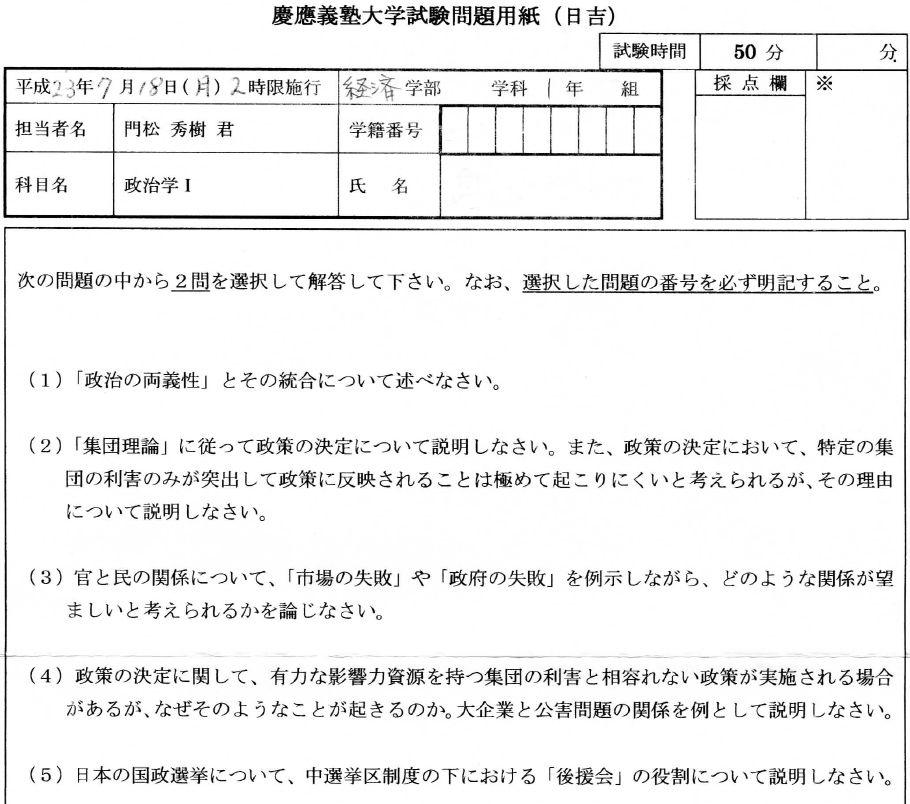 慶應義塾大学試験問題用紙（日吉）
試験時間 50 分 分
平成23年7月18日(月) 2時限施行 経済学部 学科 1年 組 採点欄 ※
担当者名 門松 秀樹 君 学籍番号
科目名 政治学Ⅰ 氏 名
次の問題の中から２問を選択して解答して下さい。なお、選択した問題の番号を必ず明記すること。
（１）「政治の両義性」とその統合について述べなさい。
（２）「集団理論」に従って政策の決定について説明しなさい。また、政策の決定において、特定の集
団の利害のみが突出して政策に反映されることは極めて起こりにくいと考えられるが、その理由
について説明しなさい。
（３）官と民の関係について、「市場の失敗」や「政府の失敗」を例示しながら、どのような関係が望
ましいと考えられるかを論じなさい。
（４）政策の決定に関して、有力な影響力資源を持つ集団の利害と相容れない政策が実施される場合
があるが、なぜそのようなことが起きるのか。大企業と公害問題の関係を例として説明しなさい。
（５）日本の国政選挙について、中選挙区制度の下における「後援会」の役割について説明しなさい。